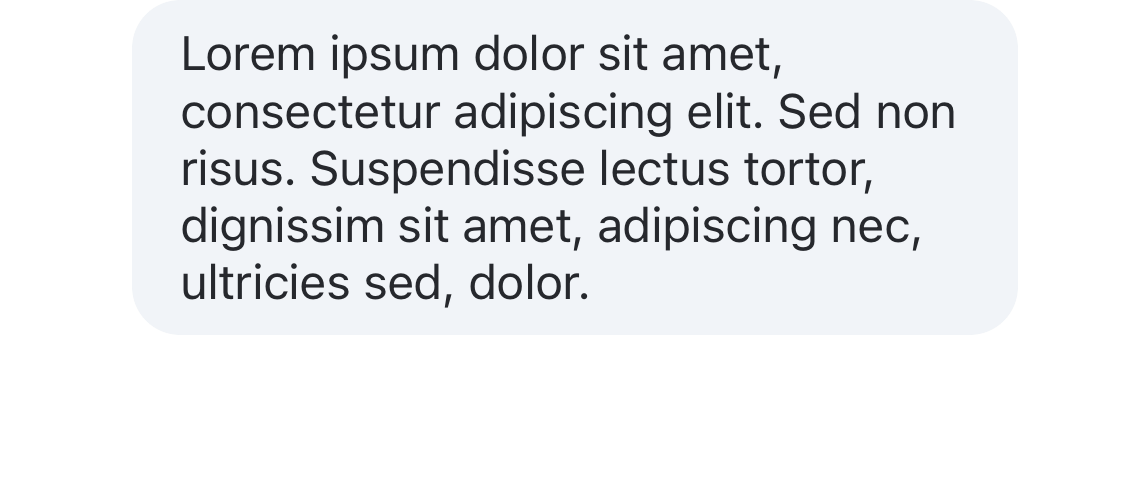 Lorem ipsum dolor sit amet,
consectetur adipiscing elit. Sed non
risus. Suspendisse lectus tortor,
dignissim sit amet, adipiscing nec,
ultricies sed, dolor.